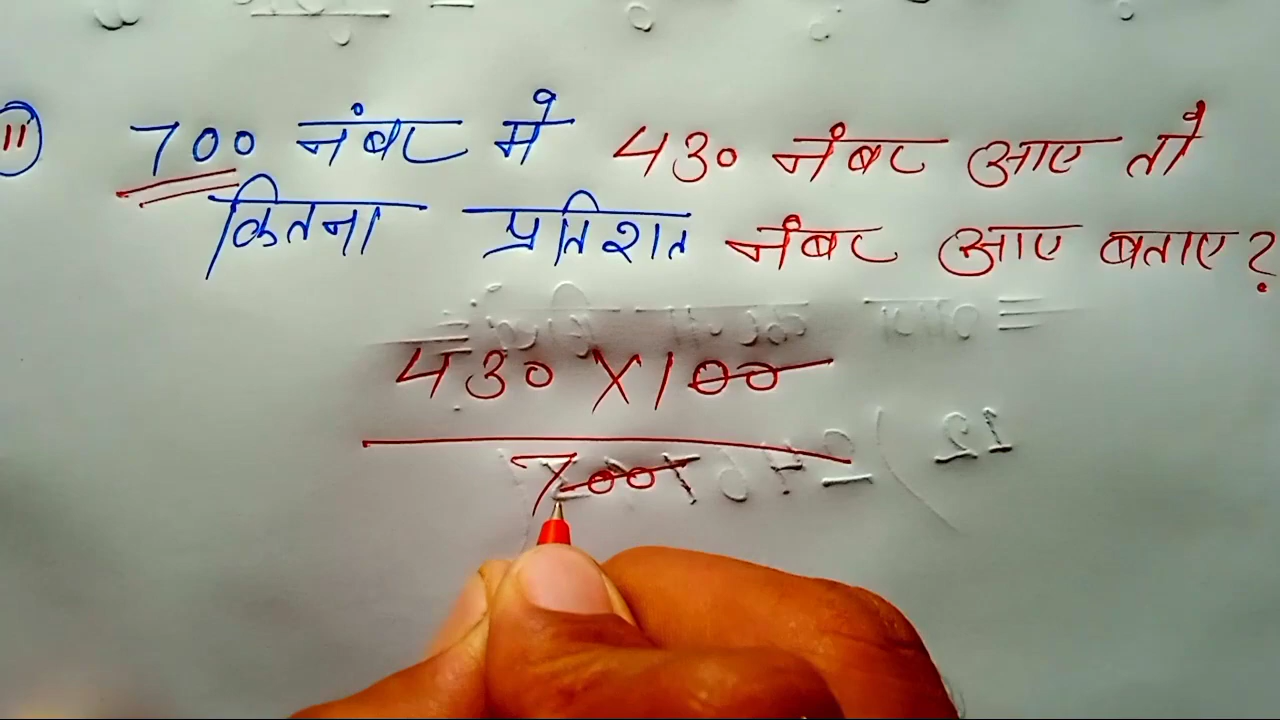 11 700 नंबर मे 430 नंबर आए तो
कितना प्रतिशत नंबर आए बताए?
430 X 100
700